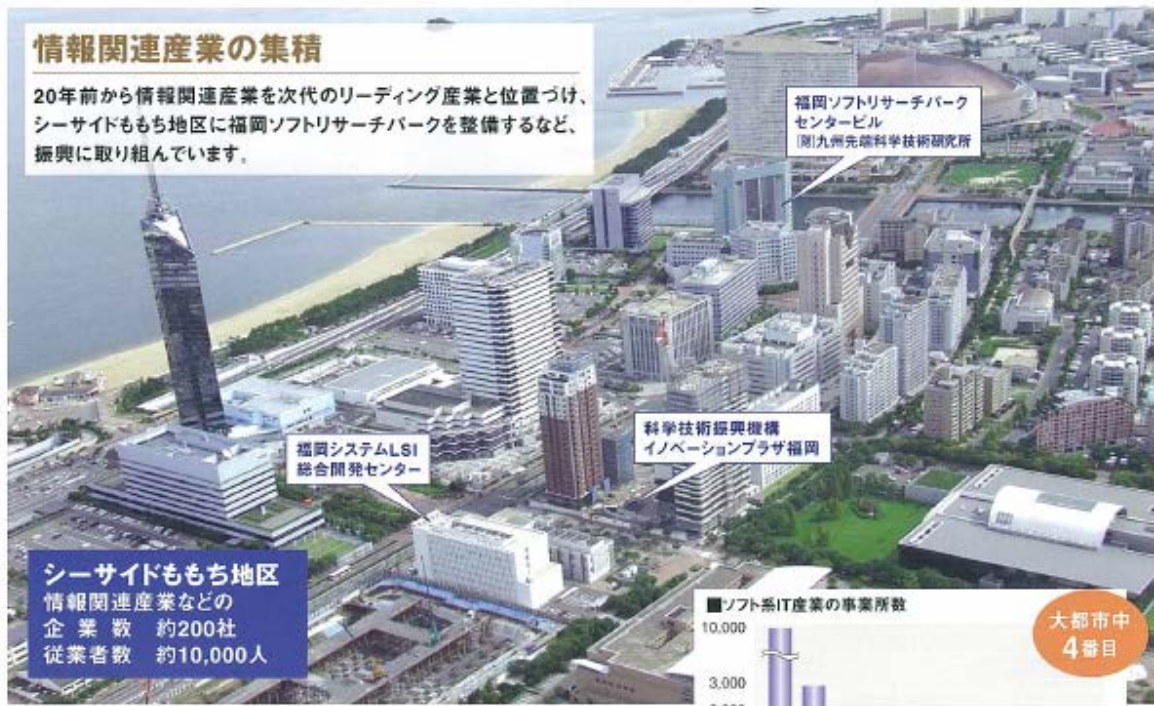 情報関連産業の集積
20年前から情報関連産業を次代のリーディング産業と位置づけ、
シーサイドももち地区に福岡ソフトリサーチパークを整備するなど、
振興に取り組んでいます。
福岡ソフトリサーチパーク
センタービル
[財]九州先端科学技術研究所
科学技術振興機構
イノベーションプラザ福岡
福岡システムLSI
総合開発センター
シーサイドももち地区
情報関連産業などの
企業数 約200社
従業者数 約10,000人
■ソフト系IT産業の事業所数
大都市中
4番目
10,000
3,000